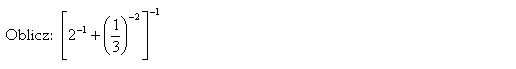 Oblicz: [2⁻¹ + (1/3)⁻²]⁻¹